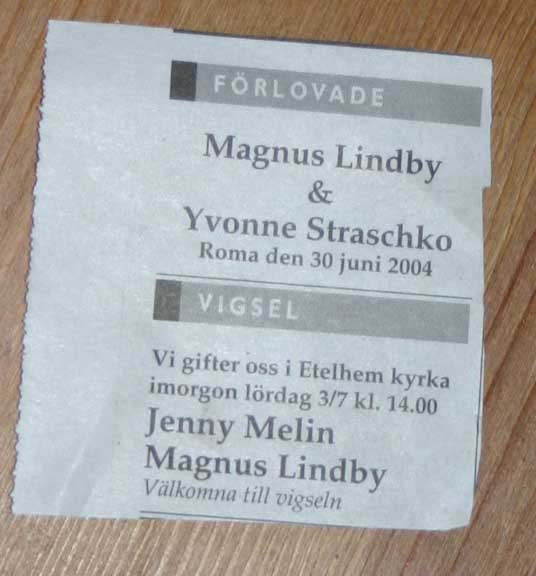 FÖRLOVADE
Magnus Lindby
&
Yvonne Straschko
Roma den 30 juni 2004
VIGSEL
Vi gifter oss i Etelhem kyrka
imorgon lördag 3/7 kl. 14.00
Jenny Melin
Magnus Lindby
Välkomna till vigseln